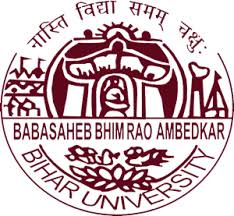 नास्ति विद्या समम् चक्षुः
BABASAHEB BHIM RAO AMBEDKAR
BIHAR UNIVERSITY